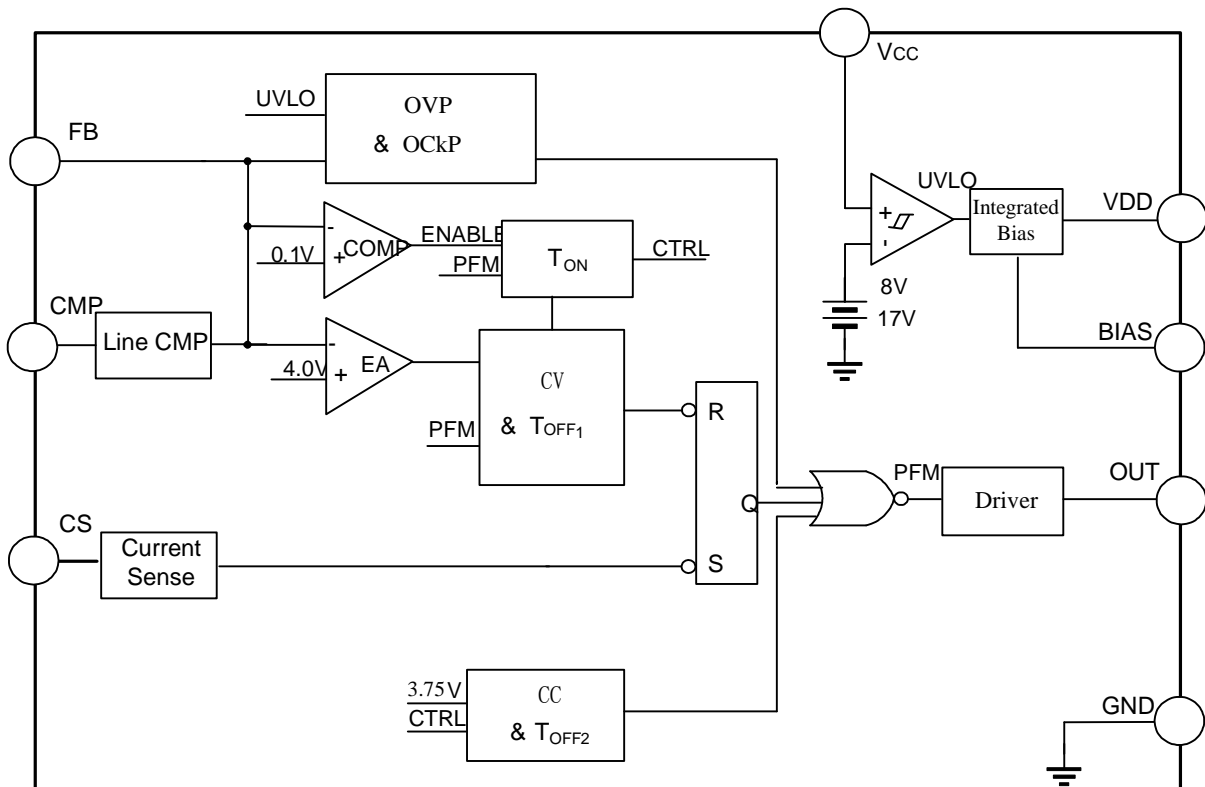 VCC
UVLO
OVP
& OCkP
FB
UVLO
Integrated
Bias
VDD
-
+
COMP
0.1V
ENABLE
PFM
TON
CTRL
+
-
8V
17V
CMP
Line CMP
BIAS
-
+
EA
4.0V
CV
& TOFF1
PFM
R
Q
S
PFM
Driver
OUT
CS
Current
Sense
3.75V
CTRL
CC
& TOFF2
GND